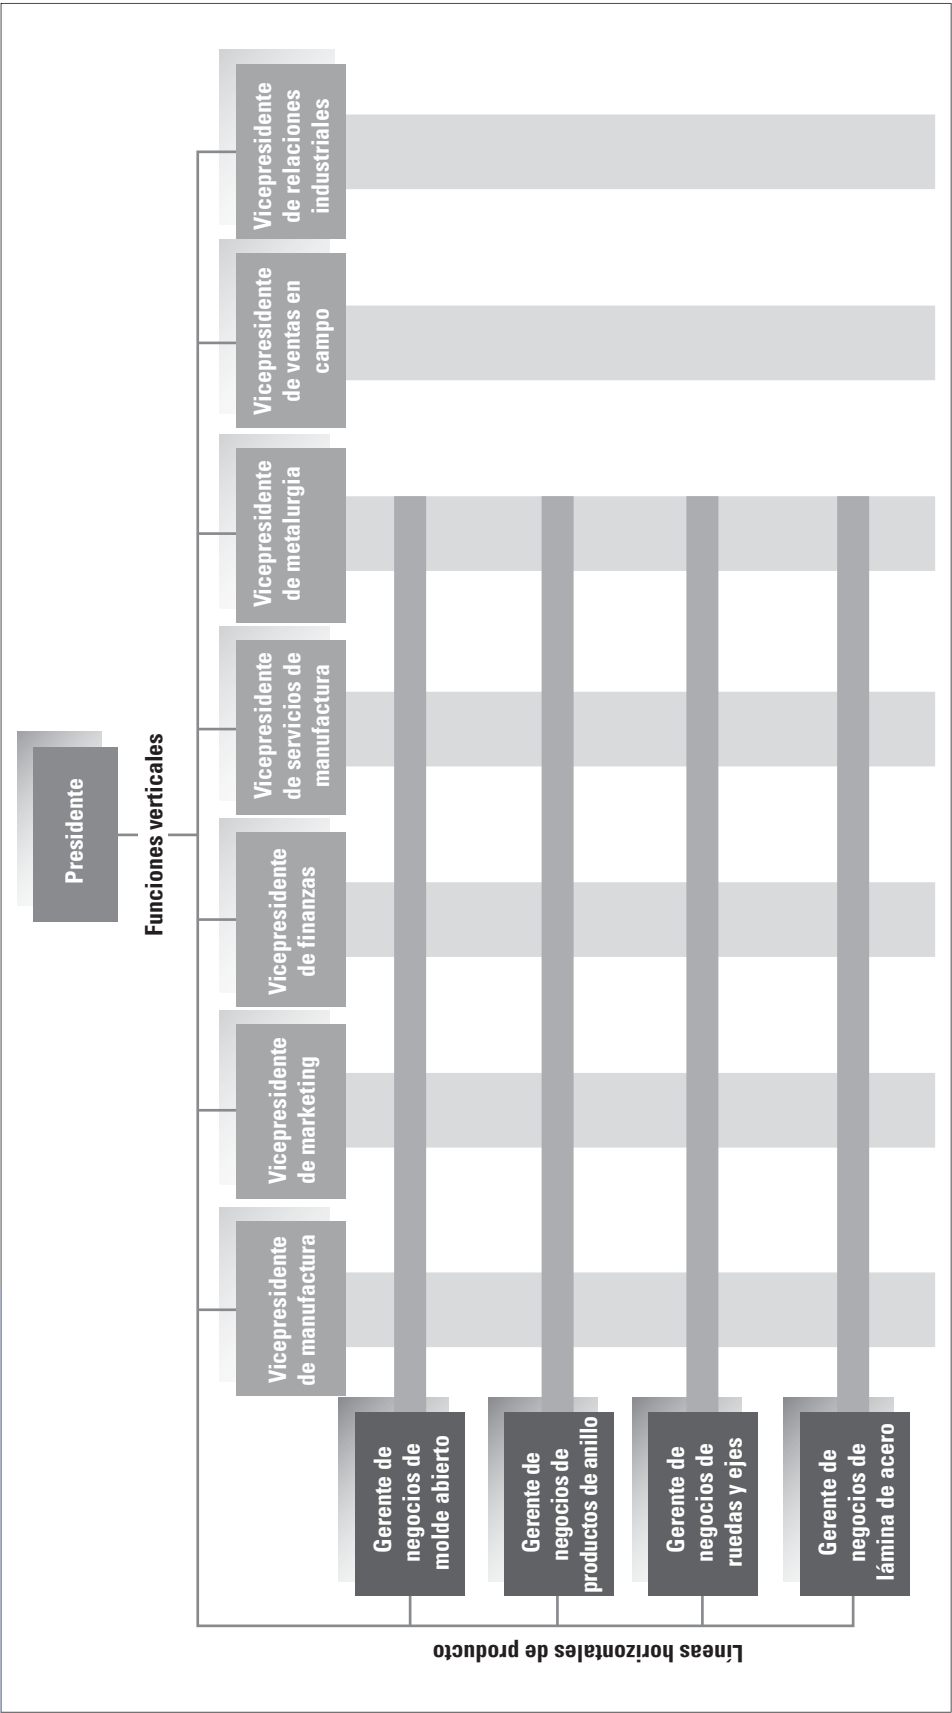 Presidente
Funciones verticales
Vicepresidente
de manufactura
Vicepresidente
de marketing
Vicepresidente
de finanzas
Vicepresidente
de servicios de
manufactura
Vicepresidente
de metalurgia
Vicepresidente
de ventas en
campo
Vicepresidente
de relaciones
industriales
Líneas horizontales de producto
Gerente de
negocios de
molde abierto
Gerente de
negocios de
productos de anillo
Gerente de
negocios de
ruedas y ejes
Gerente de
negocios de
lámina de acero